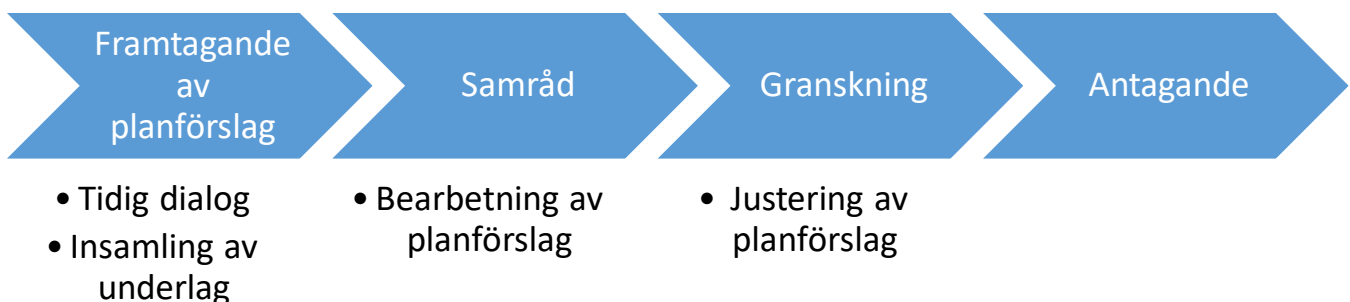 Framtagande
av
planförslag
Samråd
Granskning
Antagande
• Tidig dialog
• Insamling av
underlag
• Bearbetning av
planförslag
• Justering av
planförslag